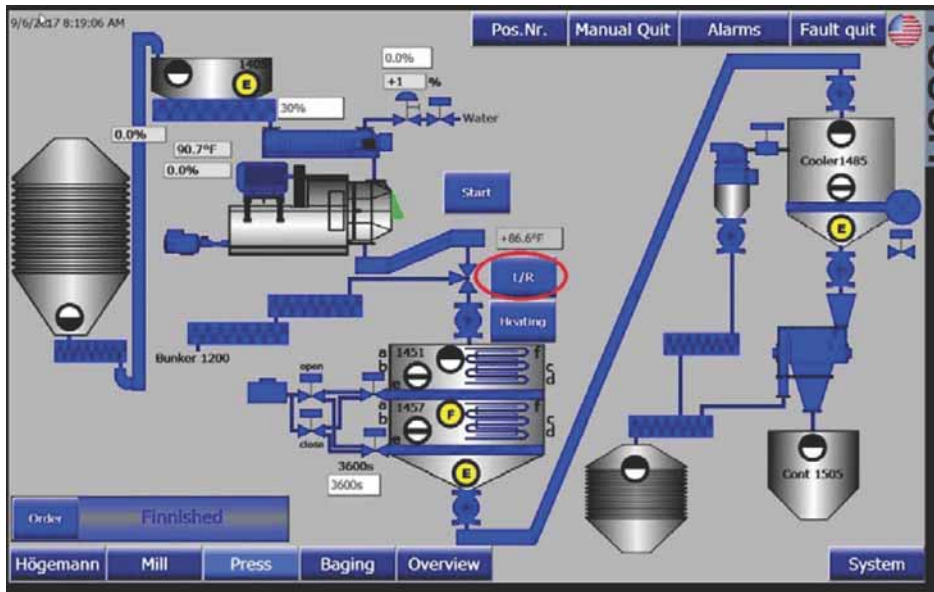 9/6/2017 8:19:06 AM
Pos.Nr.
Manual Quit
Alarms
Fault quit
E
30%
0.0%
+1 %
Water
0.0%
90.7°F
0.0%
Start
+86.6°F
Heating
Bunker 1200
open
close
a 1451 f
b
c
d
e
a 1457 F f
b
c
d
e
E
3600s
3600s
Cooler1485
E
Cont 1505
Order
Finnished
Högemann
Mill
Press
Baging
Overview
System